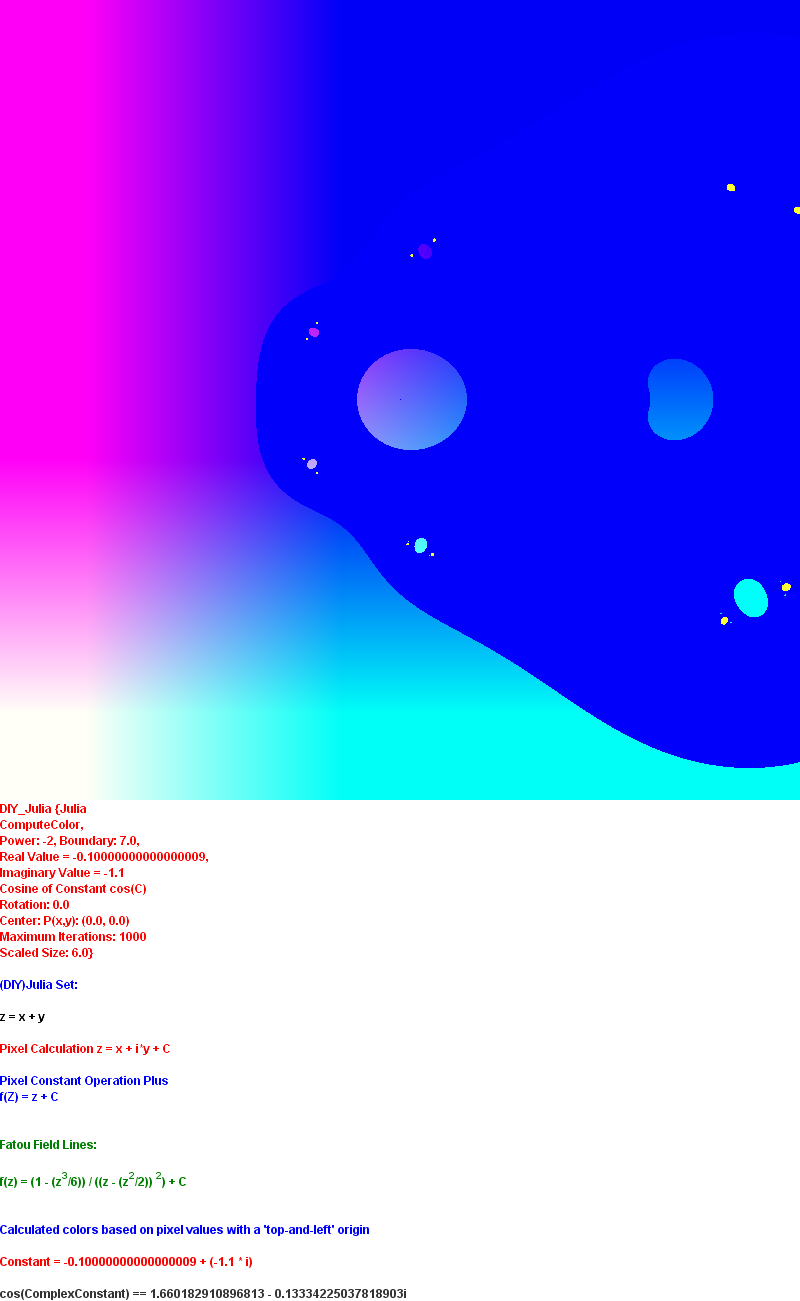 DIY_Julia {Julia
ComputeColor,
Power: -2, Boundary: 7.0,
Real Value = -0.10000000000000009,
Imaginary Value = -1.1
Cosine of Constant cos(C)
Rotation: 0.0
Center: P(x,y): (0.0, 0.0)
Maximum Iterations: 1000
Scaled Size: 6.0}
(DIY)Julia Set:
z = x + y
Pixel Calculation z = x + i*y + C
Pixel Constant Operation Plus
f(Z) = z + C
Fatou Field Lines:
f(z) = (1 - (z^3/6)) / ((z - (z^2/2)) ^2) + C
Calculated colors based on pixel values with a 'top-and-left' origin
Constant = -0.10000000000000009 + (-1.1 * i)
cos(ComplexConstant) == 1.660182910896813 - 0.13334225037818903i